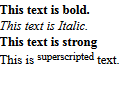 This text is bold.
This text is Italic.
This text is strong
This is superscripted text.